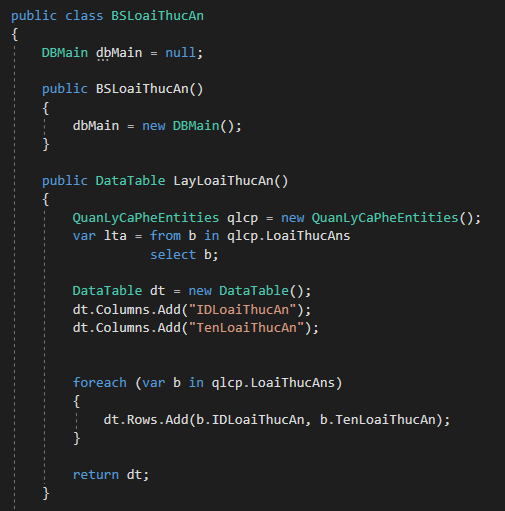 public class BSLoaiThucAn
{
DBMain dbMain = null;
public BSLoaiThucAn()
{
dbMain = new DBMain();
}
public DataTable LayLoaiThucAn()
{
QuanLyCaPheEntities qlcp = new QuanLyCaPheEntities();
var lta = from b in qlcp.LoaiThucAns
select b;
DataTable dt = new DataTable();
dt.Columns.Add("IDLoaiThucAn");
dt.Columns.Add("TenLoaiThucAn");
foreach (var b in qlcp.LoaiThucAns)
{
dt.Rows.Add(b.IDLoaiThucAn, b.TenLoaiThucAn);
}
return dt;
}